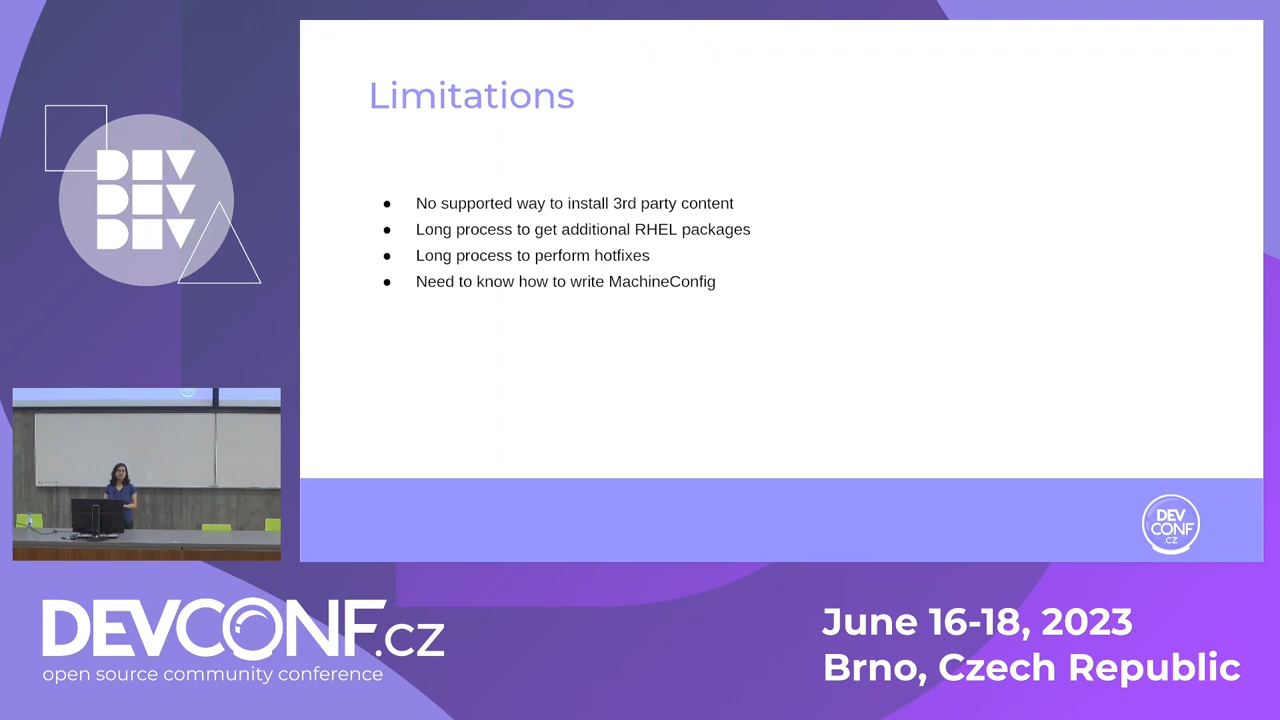 Limitations
● No supported way to install 3rd party content
● Long process to get additional RHEL packages
● Long process to perform hotfixes
● Need to know how to write MachineConfig
DEV
DEV
DEV
DEV
CONF
.CZ
DEVCONF.cz
open source community conference
June 16-18, 2023
Brno, Czech Republic